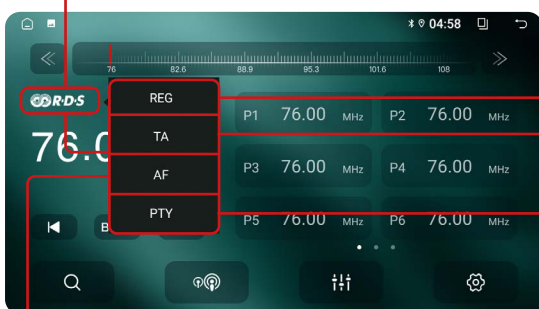 04:58
76 82.6 88.9 95.3 101.6 108
R·D·S
REG
TA
AF
PTY
P1 76.00 MHz
P2 76.00 MHz
P3 76.00 MHz
P4 76.00 MHz
P5 76.00 MHz
P6 76.00 MHz
76.0
B